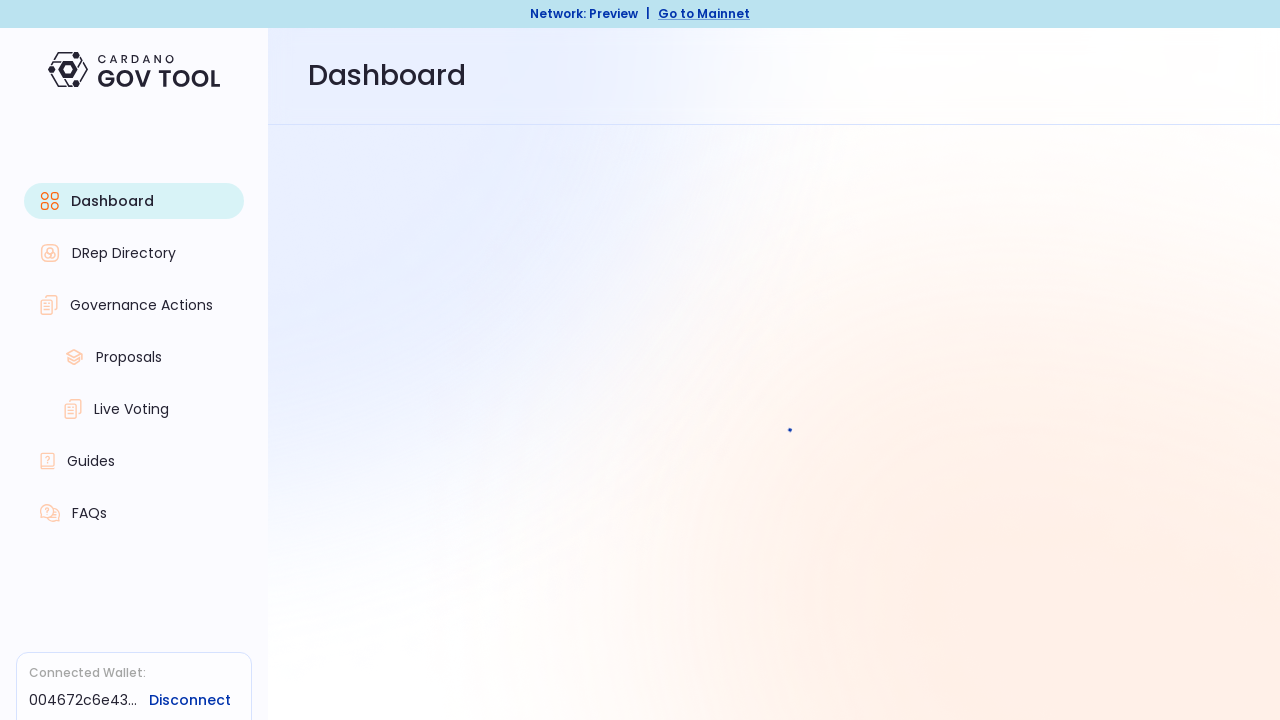 Network: Preview | Go to Mainnet
CARDANO
GOV TOOL
Dashboard
Dashboard
DRep Directory
Governance Actions
Proposals
Live Voting
Guides
FAQs
Connected Wallet:
004672c6e43... Disconnect